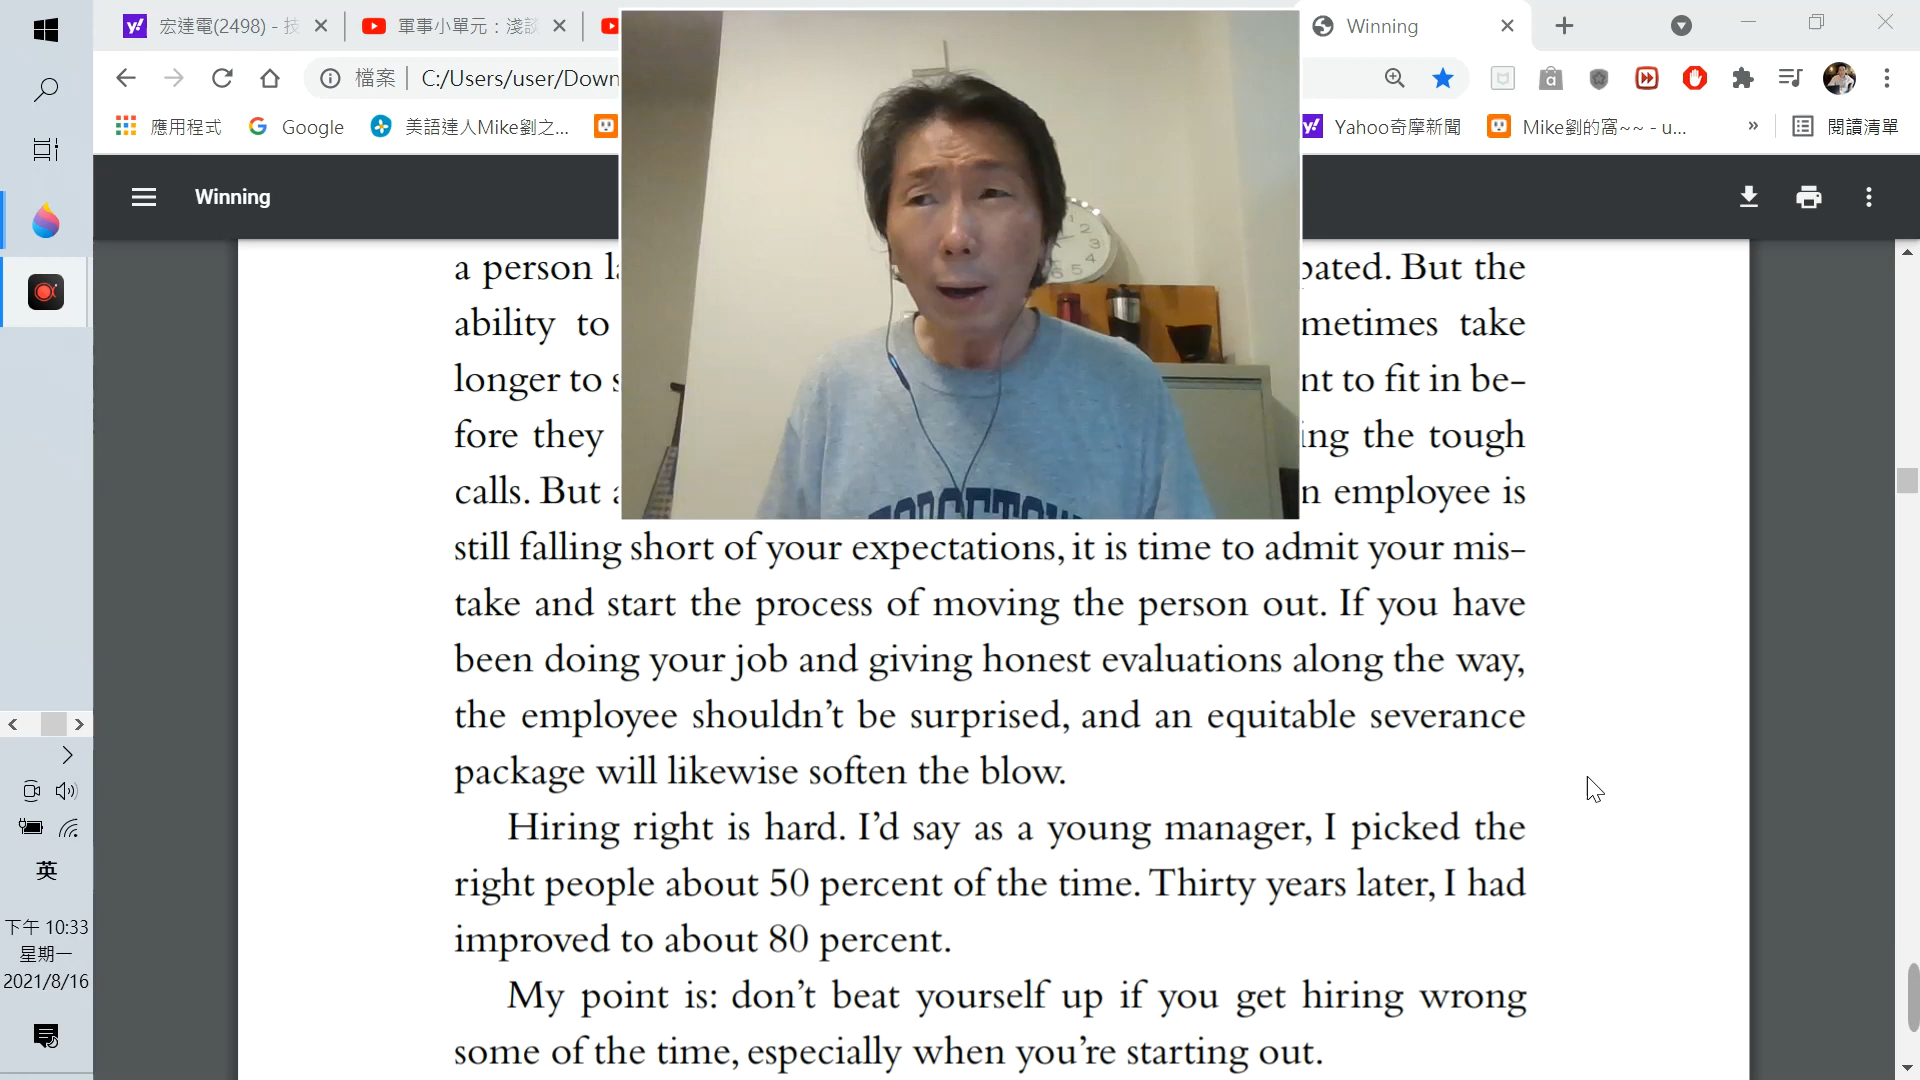 宏達電(2498) - 技
軍事小單元：淺談
Winning
檔案
C:/Users/user/Down
應用程式
Google
美語達人Mike劉之...
Yahoo奇摩新聞
Mike劉的窩~~ - u...
»
閱讀清單
Winning
a person
pated. But the
ability to
metimes take
longer to
nt to fit in be-
fore they
ing the tough
calls. But
n employee is
still falling short of your expectations, it is time to admit your mis-
take and start the process of moving the person out. If you have
been doing your job and giving honest evaluations along the way,
the employee shouldn't be surprised, and an equitable severance
package will likewise soften the blow.
Hiring right is hard. I'd say as a young manager, I picked the
right people about 50 percent of the time. Thirty years later, I had
improved to about 80 percent.
My point is: don't beat yourself up if you get hiring wrong
some of the time, especially when you're starting out.
英
下午 10:33
星期一
2021/8/16